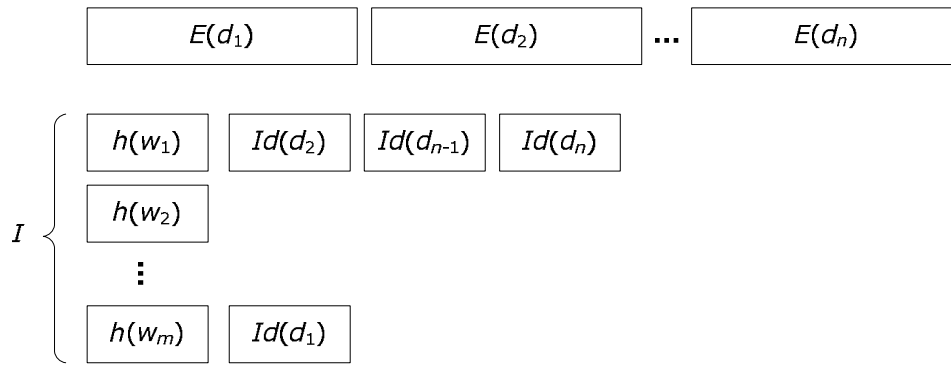 E(d₁) E(d₂) ... E(dₙ)
h(w₁) Id(d₂) Id(dₙ₋₁) Id(dₙ)
h(w₂)
I
⋮
h(wₘ) Id(d₁)